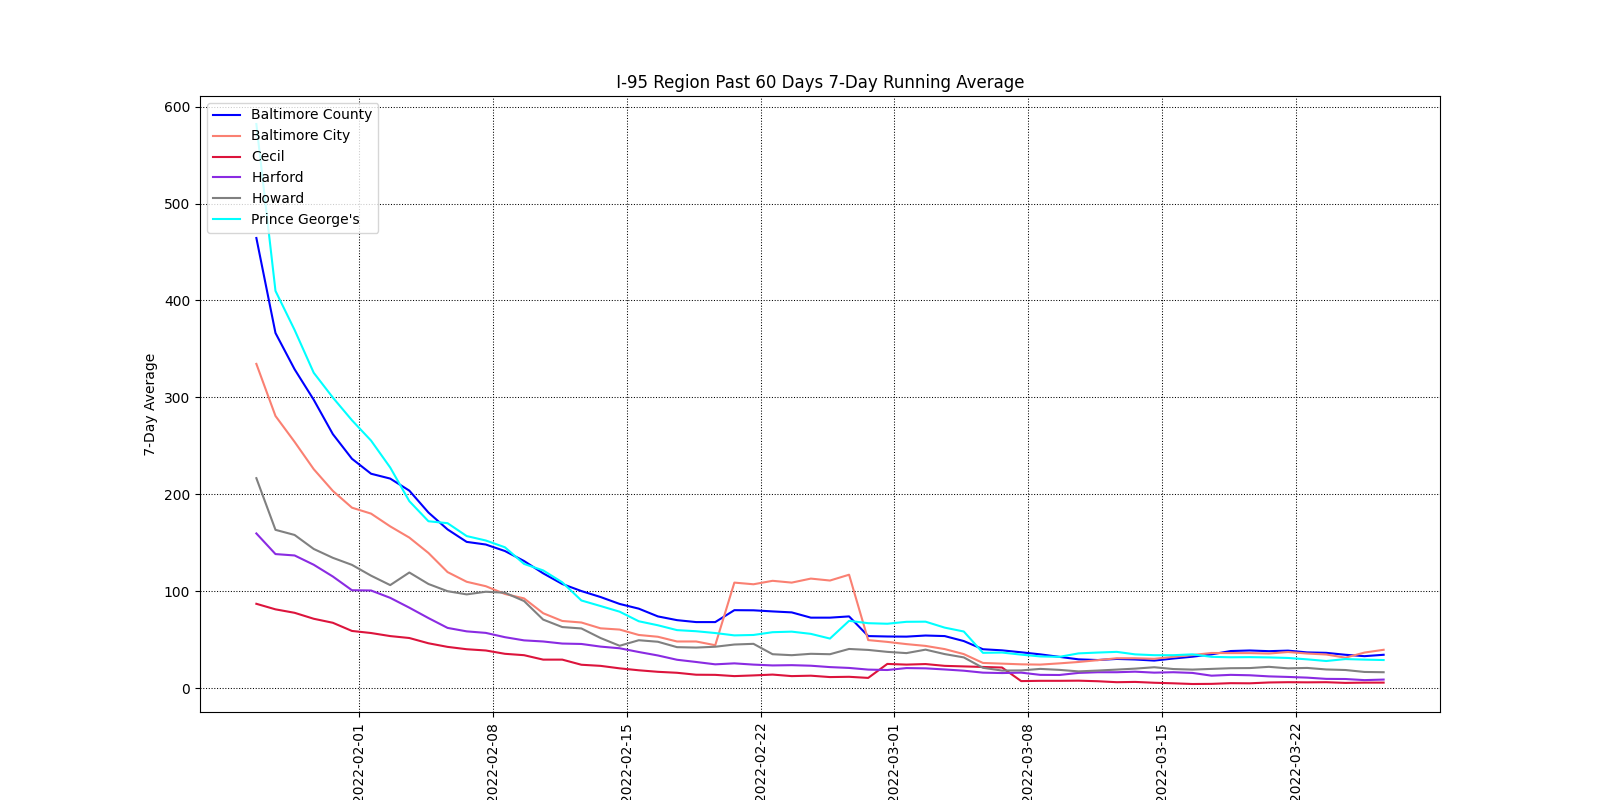 I-95 Region Past 60 Days 7-Day Running Average
600
500
400
300
200
100
0
7-Day Average
Baltimore County
Baltimore City
Cecil
Harford
Howard
Prince George's
2022-02-01
2022-02-08
2022-02-15
2022-02-22
2022-03-01
2022-03-08
2022-03-15
2022-03-22